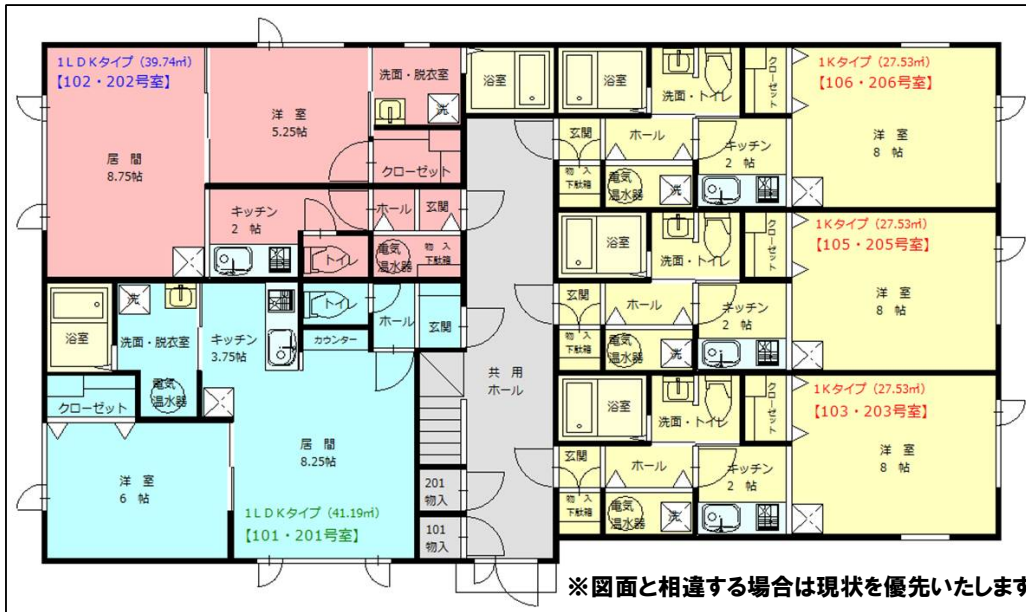 1LDKタイプ（39.74㎡）
【102・202号室】
居 間
8.75帖
洋 室
5.25帖
洗面・脱衣室
洗
クローゼット
浴室
キッチン
2 帖
トイレ
ホール
玄関
電気
温水器
物 入
下駄箱
浴室
洗
洗面・脱衣室
電気
温水器
クローゼット
キッチン
3.75帖
トイレ
カウンター
ホール
玄関
洋 室
6 帖
居 間
8.25帖
1LDKタイプ（41.19㎡）
【101・201号室】
共 用
ホール
201
物入
101
物入
浴室
洗面・トイレ
クローゼット
1Kタイプ（27.53㎡）
【106・206号室】
洋 室
8 帖
玄関
ホール
キッチン
2 帖
物 入
下駄箱
電気
温水器
洗
浴室
洗面・トイレ
クローゼット
1Kタイプ（27.53㎡）
【105・205号室】
洋 室
8 帖
玄関
ホール
キッチン
2 帖
物 入
下駄箱
電気
温水器
洗
浴室
洗面・トイレ
クローゼット
1Kタイプ（27.53㎡）
【103・203号室】
洋 室
8 帖
玄関
ホール
キッチン
2 帖
物 入
下駄箱
電気
温水器
洗
※図面と相違する場合は現状を優先いたします